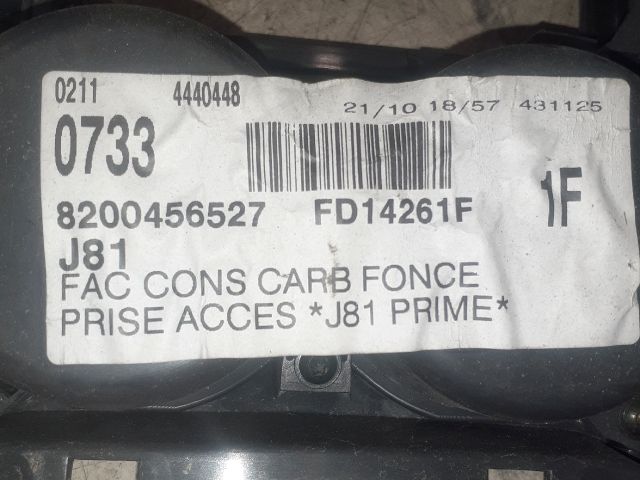 0211 4440448 21/10 18/57 431125
0733
8200456527 FD14261F 1F
J81
FAC CONS CARB FONCE
PRISE ACCES *J81 PRIME*